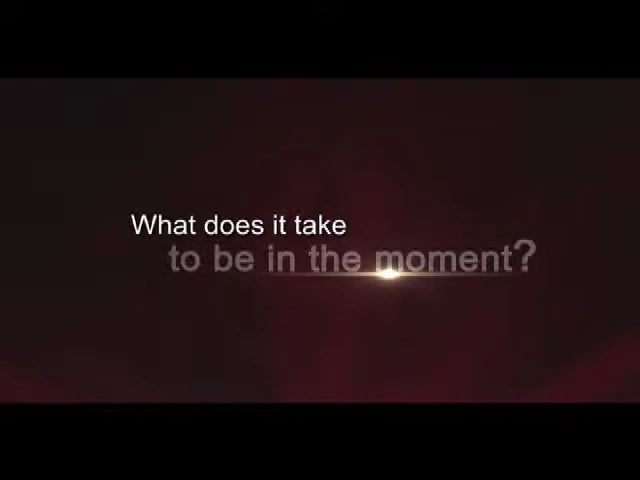 What does it take
to be in the moment?